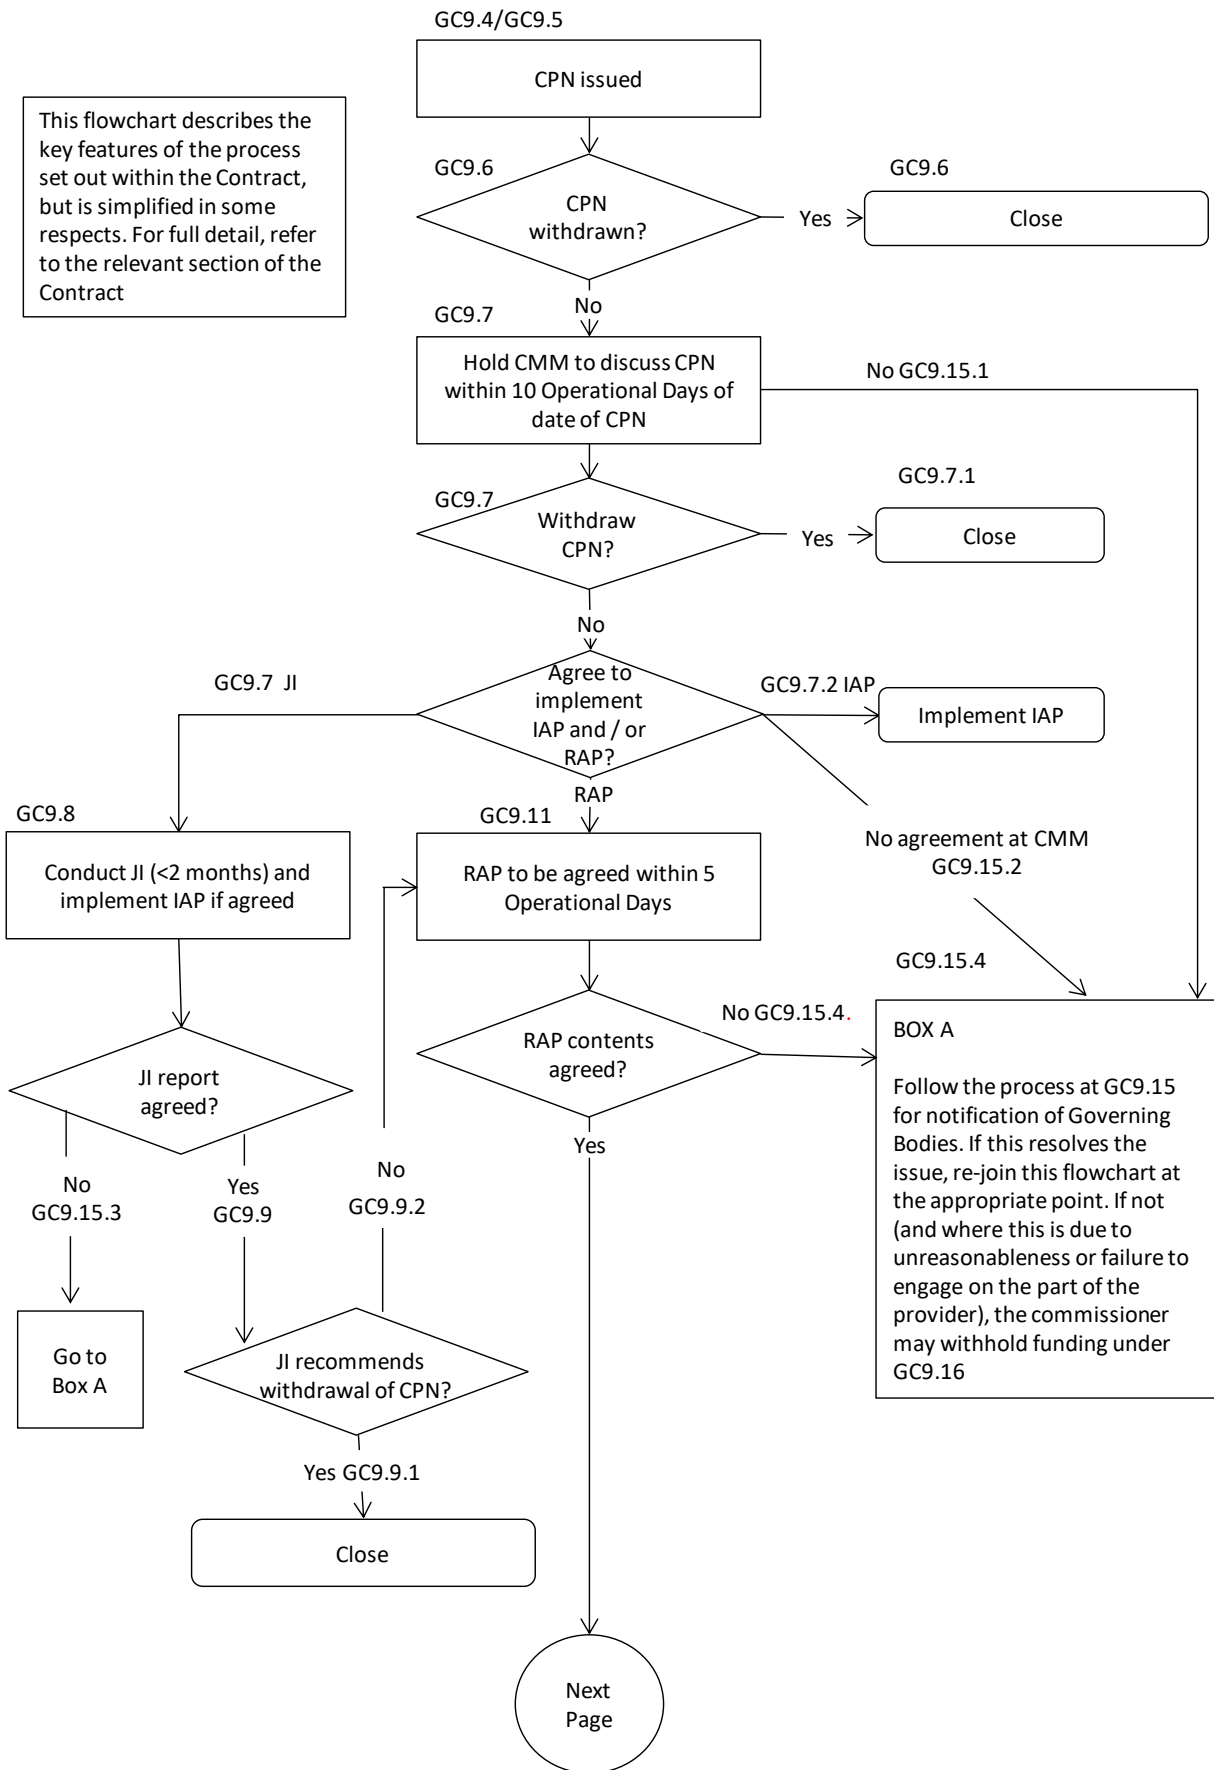 GC9.4/GC9.5
CPN issued
This flowchart describes the
key features of the process
set out within the Contract,
but is simplified in some
respects. For full detail, refer
to the relevant section of the
Contract
GC9.6
CPN
withdrawn?
Yes
GC9.6
Close
No
GC9.7
Hold CMM to discuss CPN
within 10 Operational Days of
date of CPN
No GC9.15.1
GC9.7
Withdraw
CPN?
Yes
GC9.7.1
Close
No
GC9.7 JI
Agree to
implement
IAP and / or
RAP?
GC9.7.2 IAP
Implement IAP
RAP
GC9.8
Conduct JI (<2 months) and
implement IAP if agreed
GC9.11
RAP to be agreed within 5
Operational Days
No agreement at CMM
GC9.15.2
GC9.15.4
JI report
agreed?
RAP contents
agreed?
No GC9.15.4.
BOX A
Follow the process at GC9.15
for notification of Governing
Bodies. If this resolves the
issue, re-join this flowchart at
the appropriate point. If not
(and where this is due to
unreasonableness or failure to
engage on the part of the
provider), the commissioner
may withhold funding under
GC9.16
Yes
No
GC9.15.3
Yes
GC9.9
No
GC9.9.2
Go to
Box A
JI recommends
withdrawal of CPN?
Yes GC9.9.1
Close
Next
Page